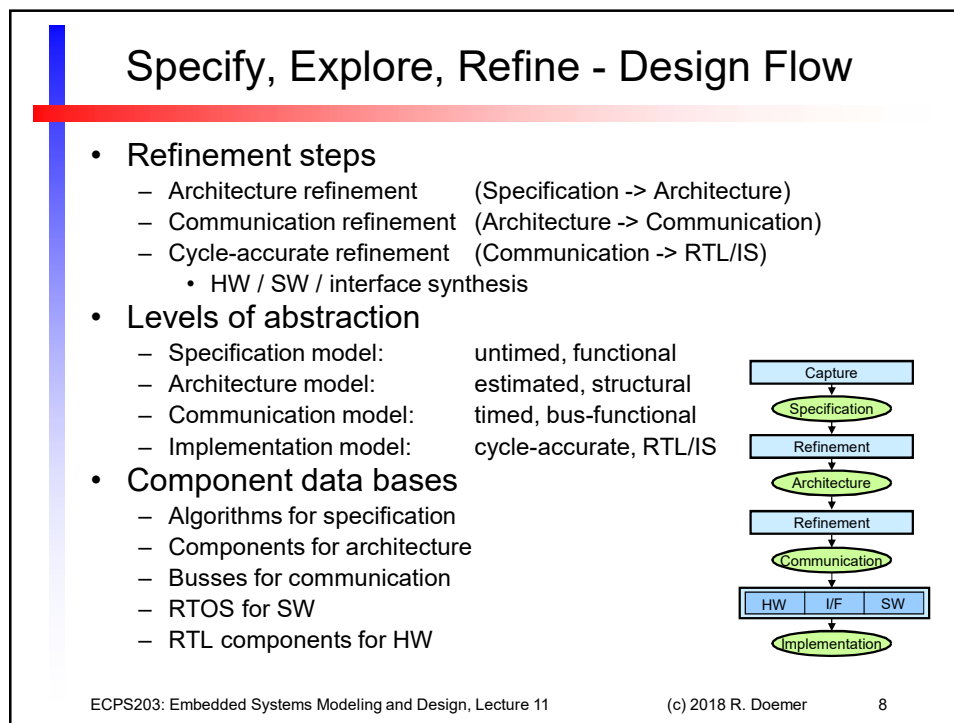 Specify, Explore, Refine - Design Flow
• Refinement steps
– Architecture refinement (Specification -> Architecture)
– Communication refinement (Architecture -> Communication)
– Cycle-accurate refinement (Communication -> RTL/IS)
• HW / SW / interface synthesis
• Levels of abstraction
– Specification model: untimed, functional
– Architecture model: estimated, structural
– Communication model: timed, bus-functional
– Implementation model: cycle-accurate, RTL/IS
• Component data bases
– Algorithms for specification
– Components for architecture
– Busses for communication
– RTOS for SW
– RTL components for HW
Capture
Specification
Refinement
Architecture
Refinement
Communication
HW I/F SW
Implementation
ECPS203: Embedded Systems Modeling and Design, Lecture 11 (c) 2018 R. Doemer 8